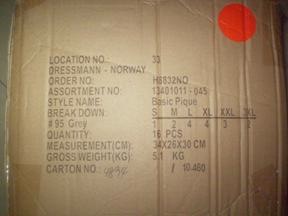 LOCATION NO.: 33
DRESSMANN - NORWAY
ORDER NO.: H8832NO
ASSORTMENT NO.: 13401011 - 045
STYLE NAME: Basic Pique
BREAK DOWN: S M L XL XXL 3XL
# 95 Grey 1 2 4 4 3 2
QUANTITY: 16 PCS
MEASUREMENT(CM): 34X26X30 CM
GROSS WEIGHT(KG): 5.1 KG
CARTON NO.: / 10-460